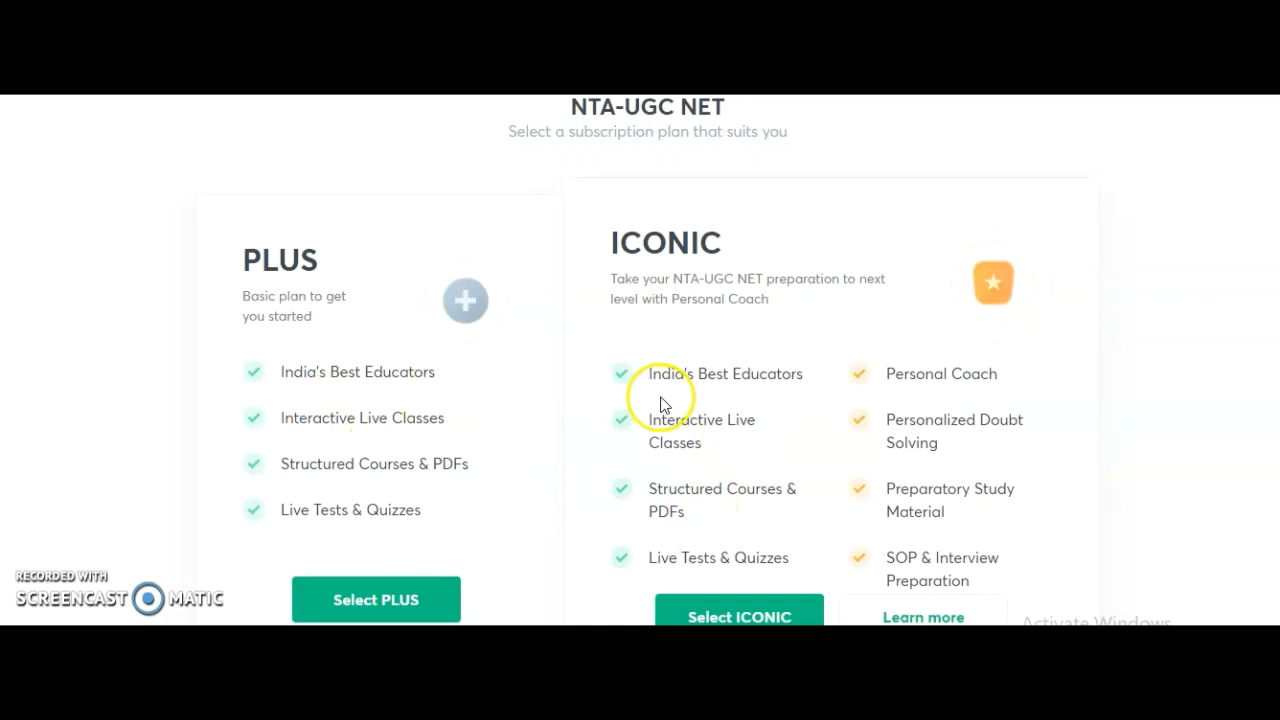 NTA-UGC NET
Select a subscription plan that suits you
PLUS
Basic plan to get
you started
India's Best Educators
Interactive Live Classes
Structured Courses & PDFs
Live Tests & Quizzes
Select PLUS
ICONIC
Take your NTA-UGC NET preparation to next
level with Personal Coach
India's Best Educators
Interactive Live
Classes
Structured Courses &
PDFs
Live Tests & Quizzes
Personal Coach
Personalized Doubt
Solving
Preparatory Study
Material
SOP & Interview
Preparation
Select ICONIC
Learn more
Activate Windows
RECORDED WITH
SCREENCAST MATIC